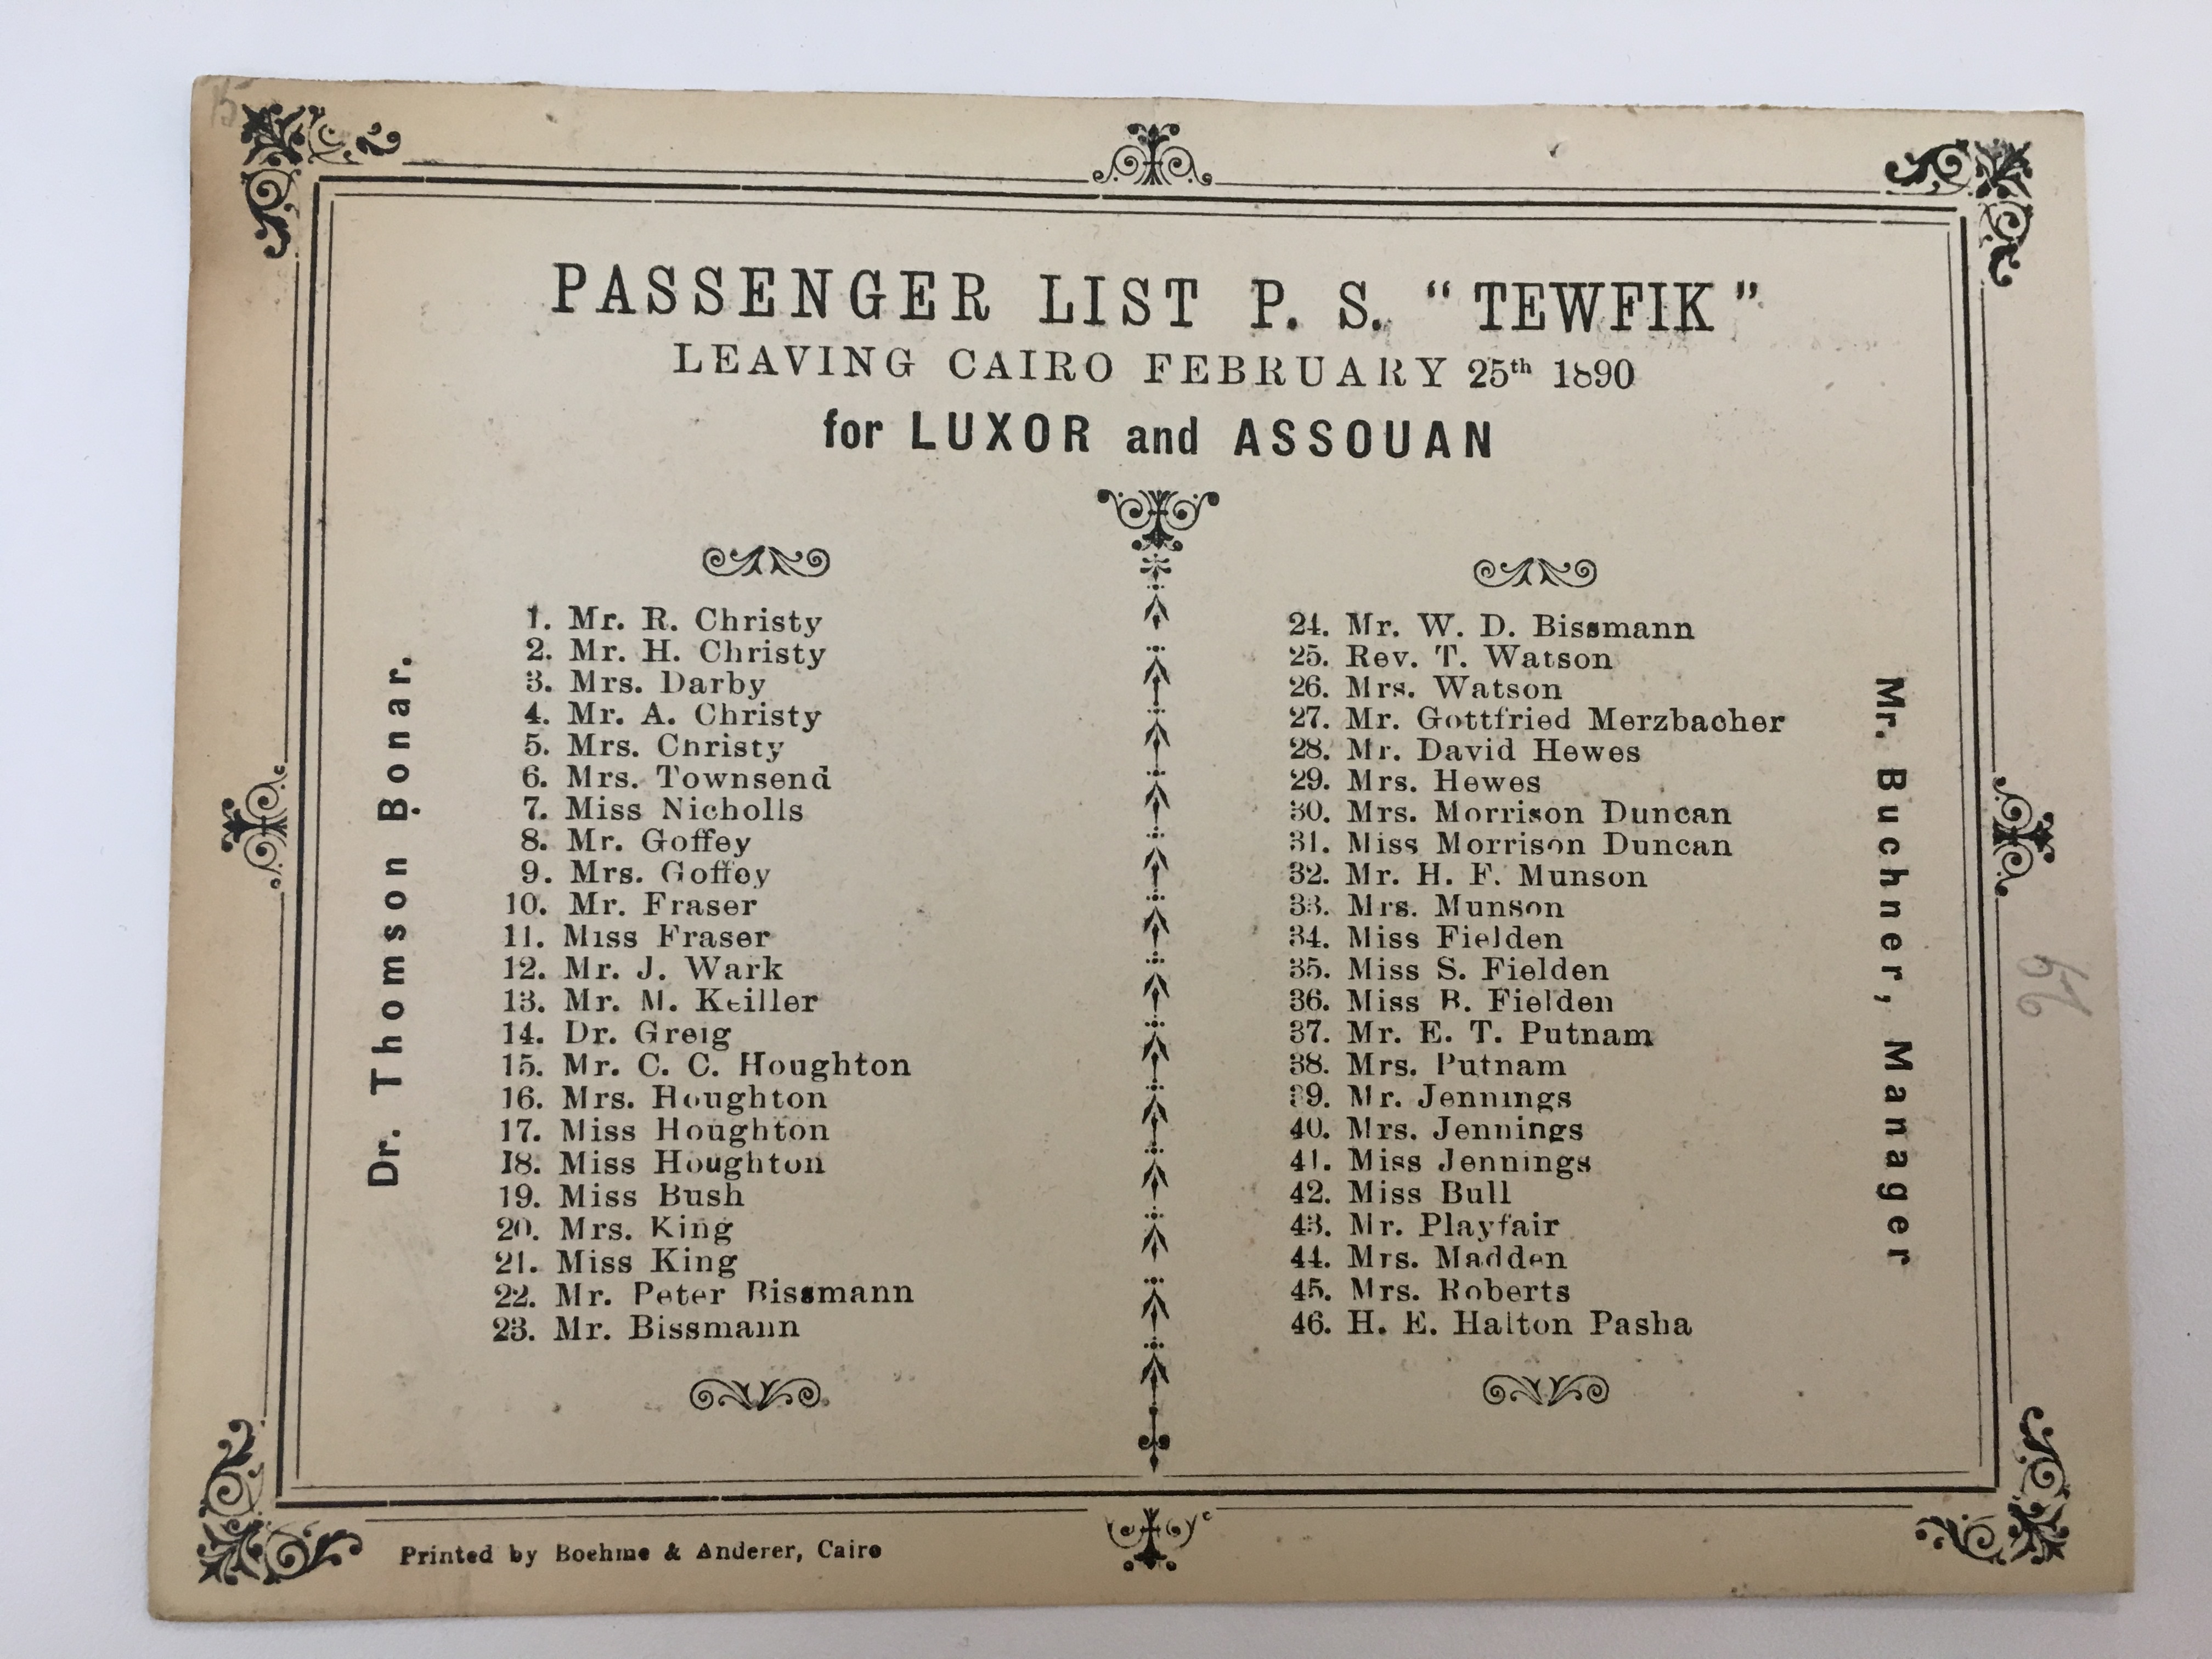 PASSENGER LIST P. S. “TEWFIK”
LEAVING CAIRO FEBRUARY 25th 1890
for LUXOR and ASSOUAN
Dr. Thomson Bonar.
1. Mr. R. Christy
2. Mr. H. Christy
3. Mrs. Darby
4. Mr. A. Christy
5. Mrs. Christy
6. Mrs. Townsend
7. Miss Nicholls
8. Mr. Goffey
9. Mrs. Goffey
10. Mr. Fraser
11. Miss Fraser
12. Mr. J. Wark
13. Mr. M. Keiller
14. Dr. Greig
15. Mr. C. C. Houghton
16. Mrs. Houghton
17. Miss Houghton
18. Miss Houghton
19. Miss Bush
20. Mrs. King
21. Miss King
22. Mr. Peter Bissmann
23. Mr. Bissmann
24. Mr. W. D. Bissmann
25. Rev. T. Watson
26. Mrs. Watson
27. Mr. Gottfried Merzbacher
28. Mr. David Hewes
29. Mrs. Hewes
30. Mrs. Morrison Duncan
31. Miss Morrison Duncan
32. Mr. H. F. Munson
33. Mrs. Munson
34. Miss Fielden
35. Miss S. Fielden
36. Miss B. Fielden
37. Mr. E. T. Putnam
38. Mrs. Putnam
39. Mr. Jennings
40. Mrs. Jennings
41. Miss Jennings
42. Miss Bull
43. Mr. Playfair
44. Mrs. Madden
45. Mrs. Roberts
46. H. E. Halton Pasha
Mr. Buchner, Manager
Printed by Boehme & Anderer, Cairo